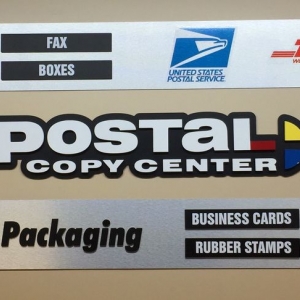 FAX
BOXES
UNITED STATES
POSTAL SERVICE
POSTAL
COPY CENTER
Packaging
BUSINESS CARDS
RUBBER STAMPS